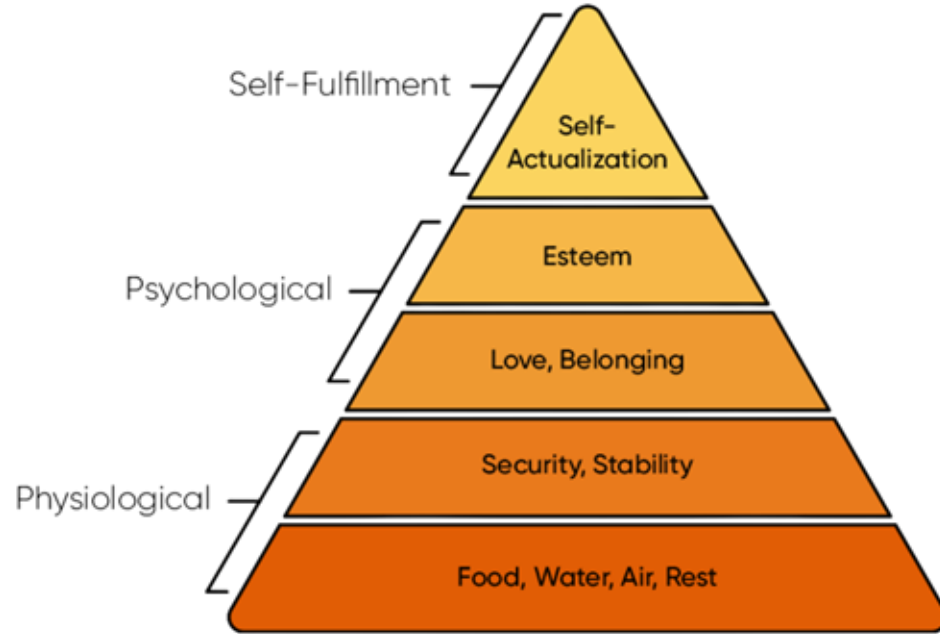 Self-Fulfillment
Self-
Actualization
Psychological
Esteem
Love, Belonging
Physiological
Security, Stability
Food, Water, Air, Rest